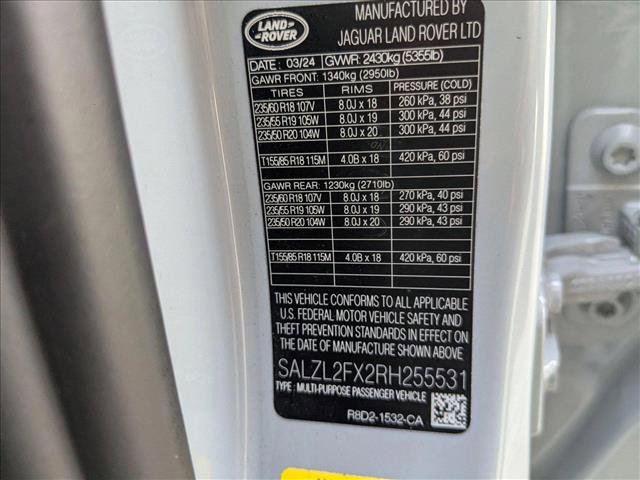 LAND
ROVER
MANUFACTURED BY
JAGUAR LAND ROVER LTD
DATE : 03/24 GVWR: 2430kg (5355lb)
GAWR FRONT: 1340kg (2950lb)
TIRES RIMS PRESSURE (COLD)
235/60 R18 107V 8.0J x 18 260 kPa, 38 psi
235/55 R19 105W 8.0J x 19 300 kPa, 44 psi
235/50 R20 104W 8.0J x 20 300 kPa, 44 psi
T155/85 R18 115M 4.0B x 18 420 kPa, 60 psi
GAWR REAR: 1230kg (2710lb)
235/60 R18 107V 8.0J x 18 270 kPa, 40 psi
235/55 R19 105W 8.0J x 19 290 kPa, 43 psi
235/50 R20 104W 8.0J x 20 290 kPa, 43 psi
T155/85 R18 115M 4.0B x 18 420 kPa, 60 psi
THIS VEHICLE CONFORMS TO ALL APPLICABLE
U.S. FEDERAL MOTOR VEHICLE SAFETY AND
THEFT PREVENTION STANDARDS IN EFFECT ON
THE DATE OF MANUFACTURE SHOWN ABOVE
SALZL2FX2RH255531
TYPE : MULTI-PURPOSE PASSENGER VEHICLE
R8D2-1532-CA